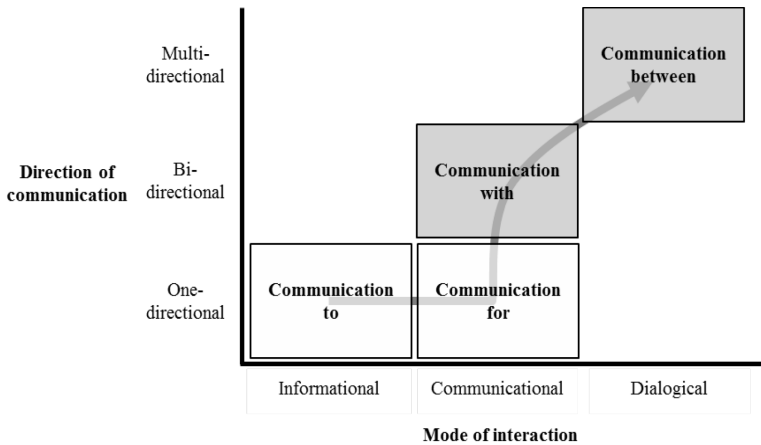 Multi-
directional
Communication
between
Direction of
communication
Bi-
directional
Communication
with
One-
directional
Communication
to
Communication
for
Informational
Communicational
Dialogical
Mode of interaction